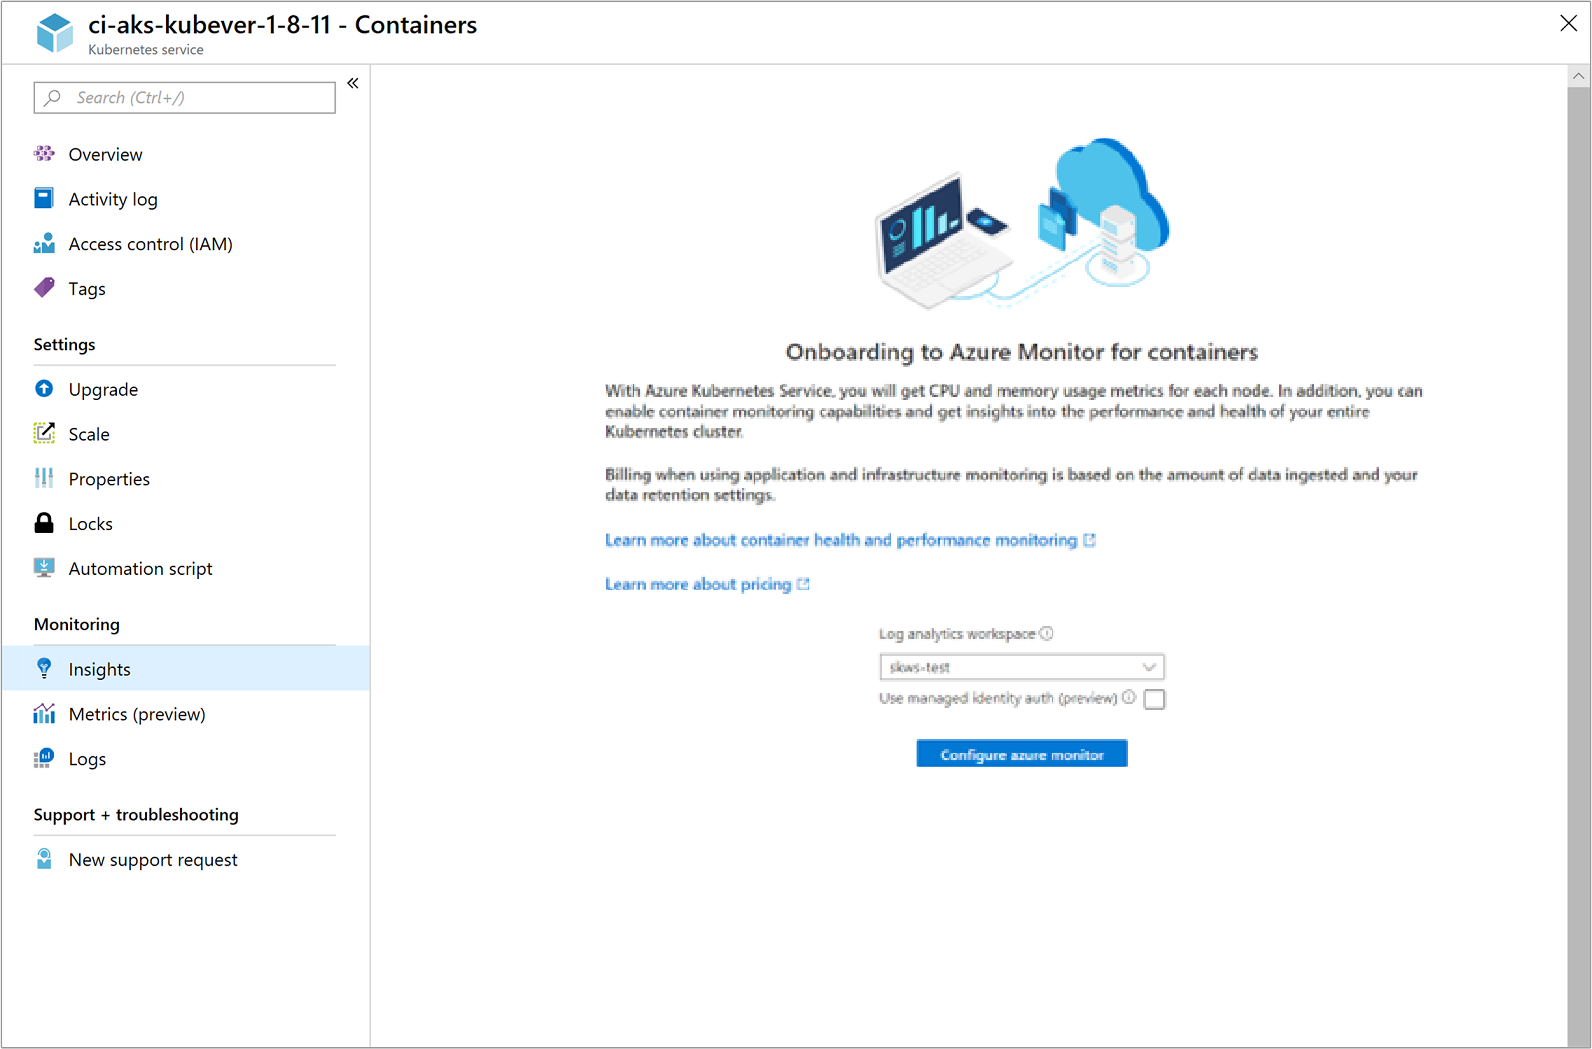 ci-aks-kubever-1-8-11 - Containers
Kubernetes service
Search (Ctrl+/)
Overview
Activity log
Access control (IAM)
Tags
Settings
Upgrade
Scale
Properties
Locks
Automation script
Monitoring
Insights
Metrics (preview)
Logs
Support + troubleshooting
New support request
Onboarding to Azure Monitor for containers
With Azure Kubernetes Service, you will get CPU and memory usage metrics for each node. In addition, you can
enable container monitoring capabilities and get insights into the performance and health of your entire
Kubernetes cluster.
Billing when using application and infrastructure monitoring is based on the amount of data ingested and your
data retention settings.
Learn more about container health and performance monitoring
Learn more about pricing
Log analytics workspace
skws-test
Use managed identity auth (preview)
Configure azure monitor